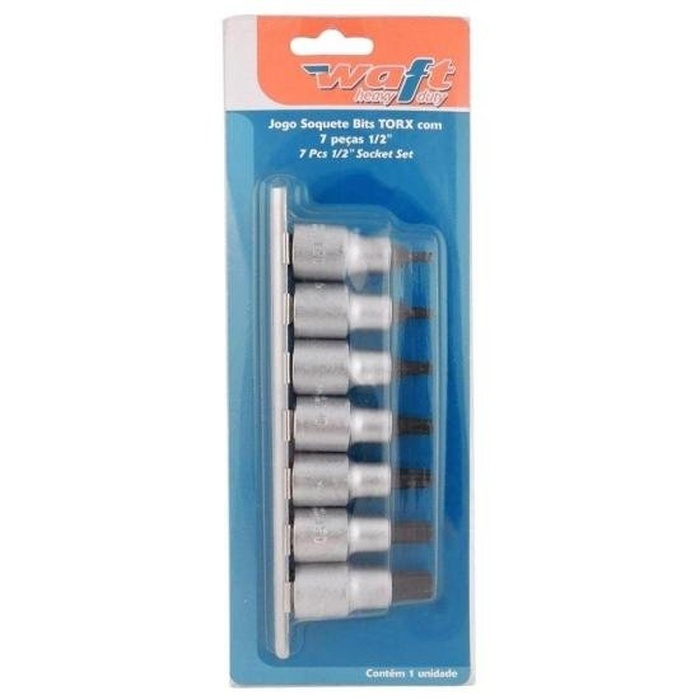 waft
heavy duty
Jogo Soquete Bits TORX com
7 peças 1/2"
7 Pcs 1/2" Socket Set
Contém 1 unidade